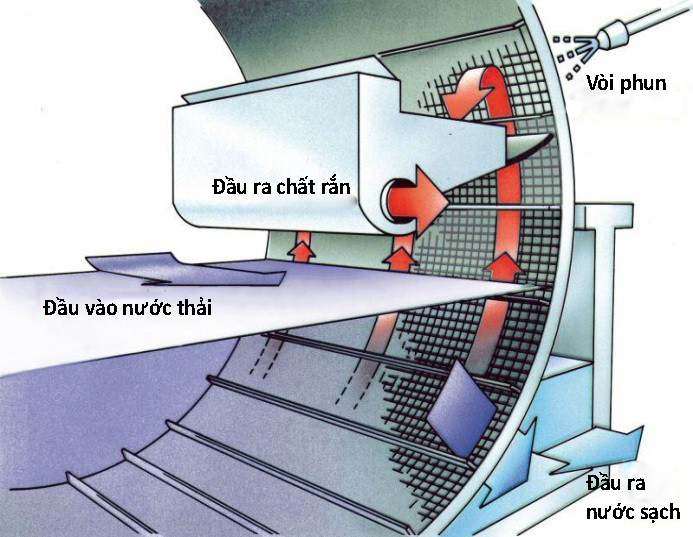 Vòi phun
Đầu ra chất rắn
Đầu vào nước thải
Đầu ra
nước sạch